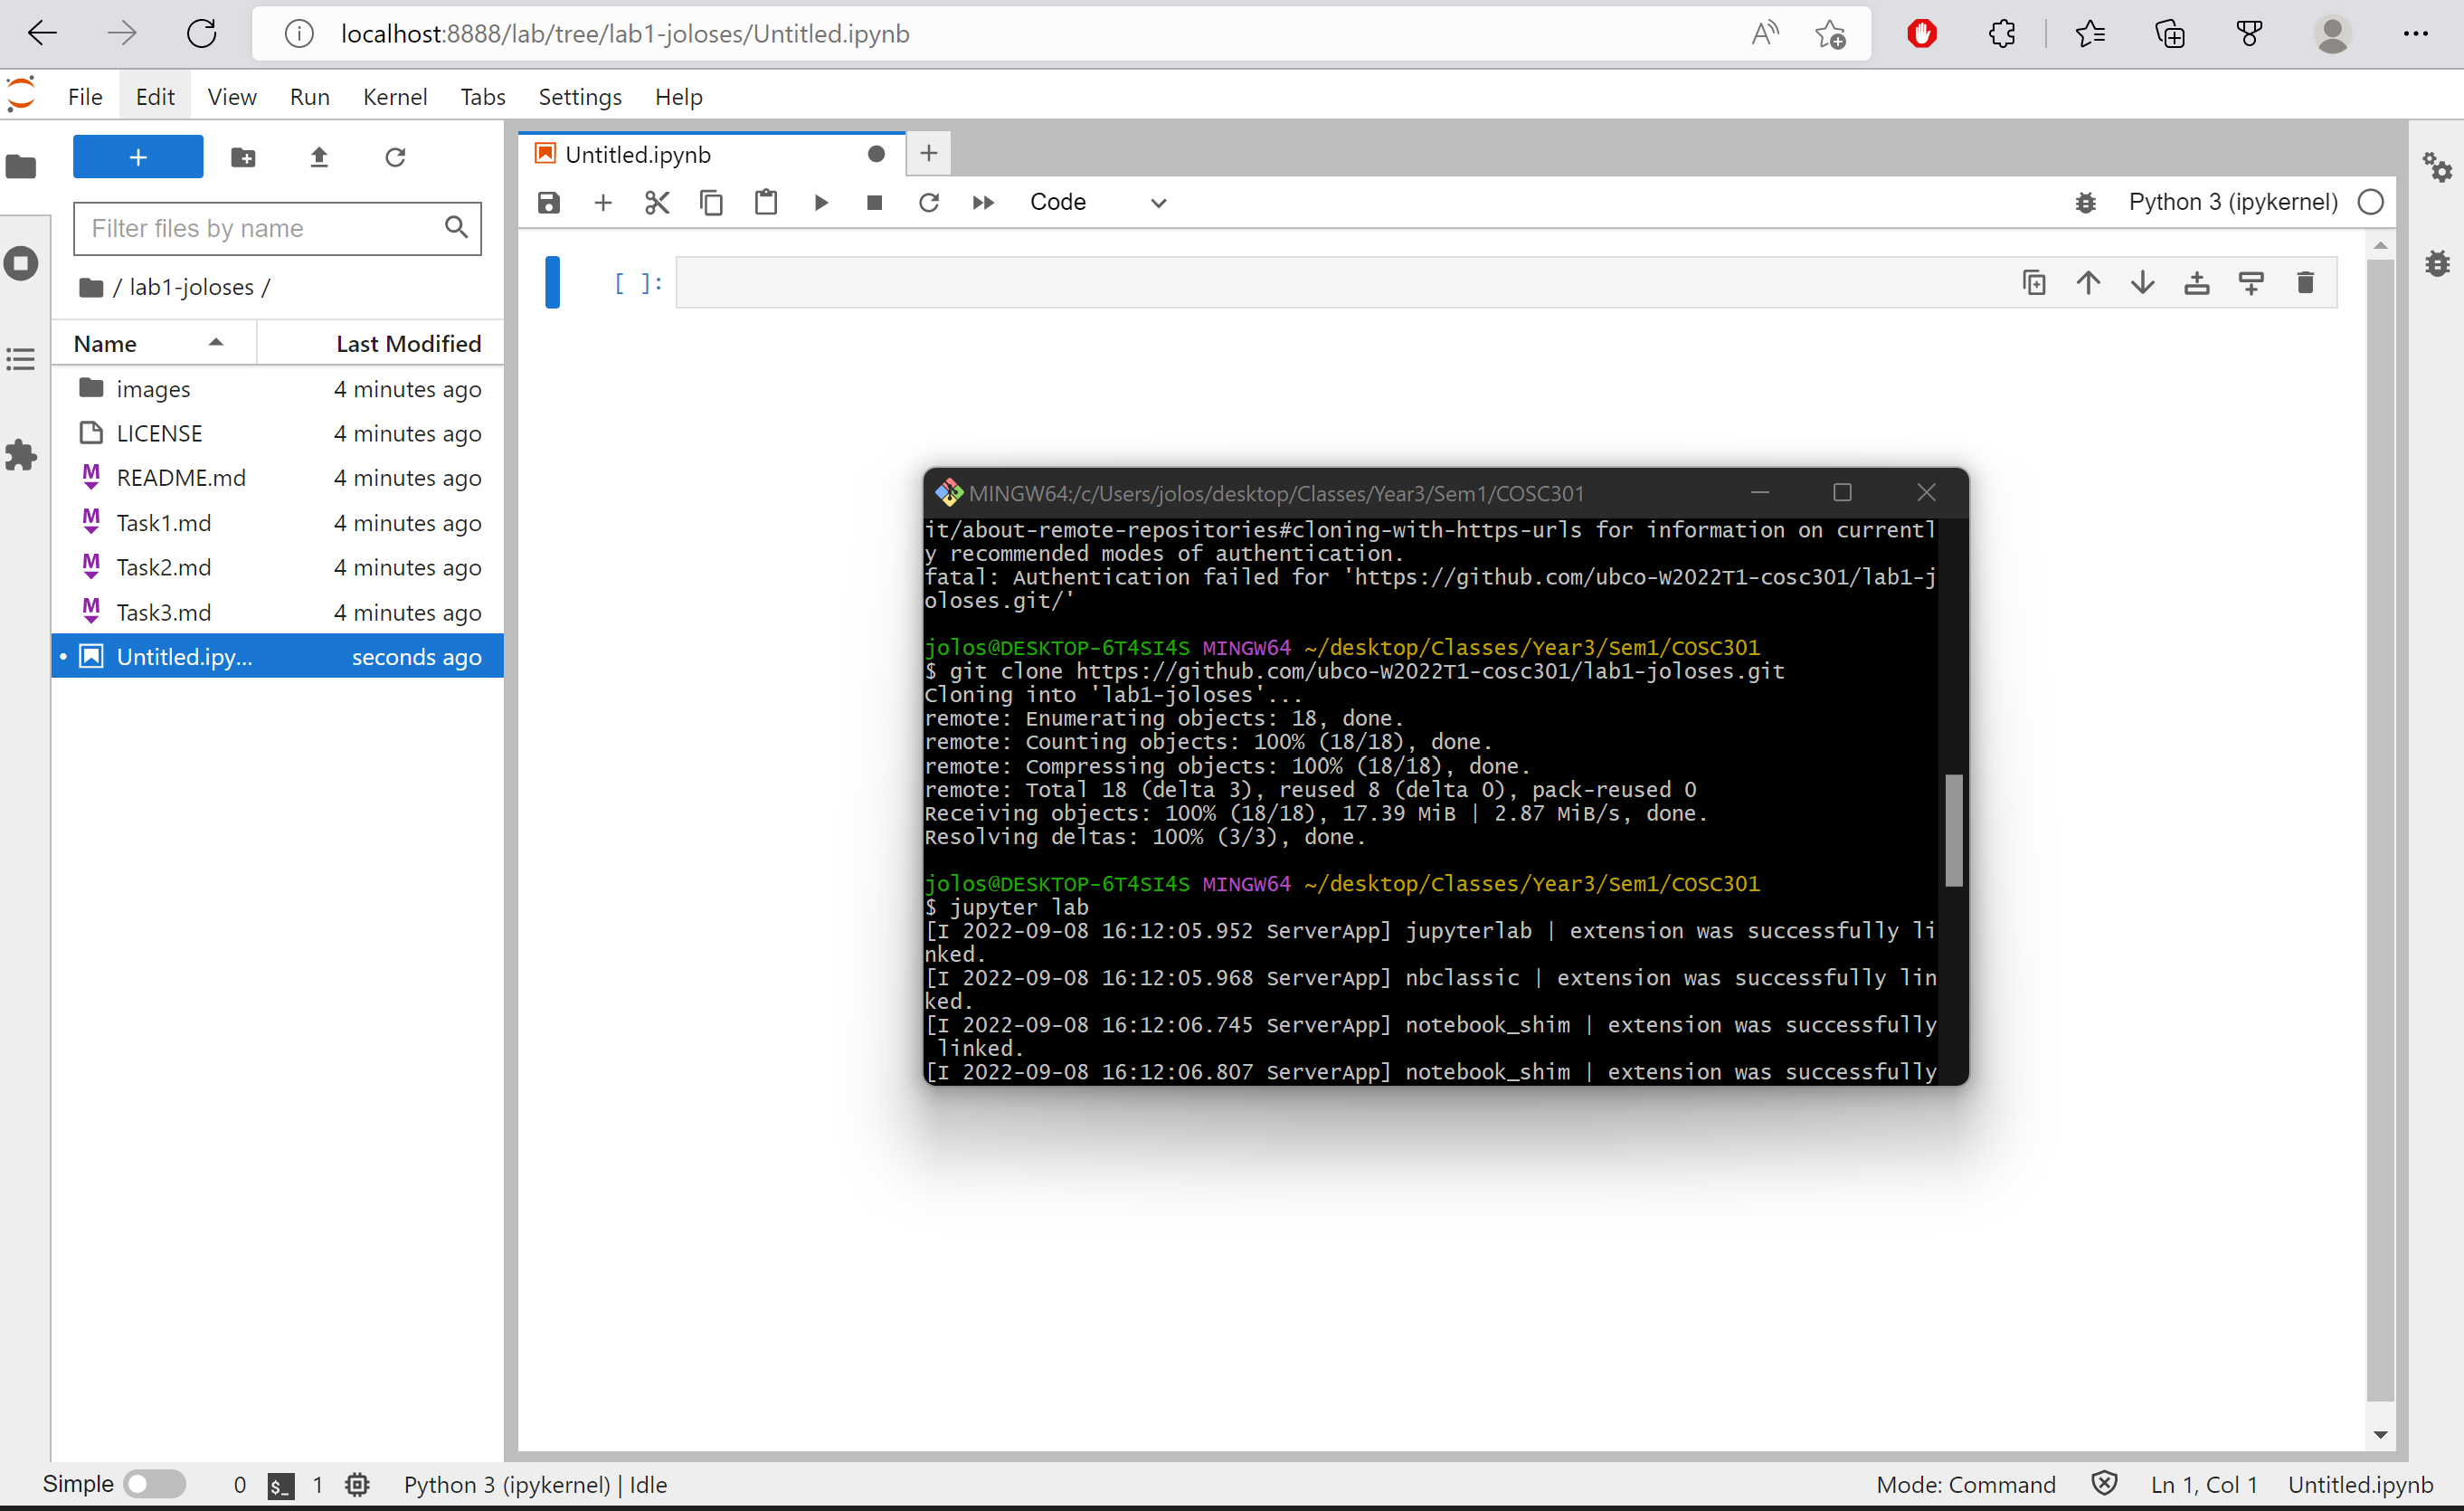 localhost:8888/lab/tree/lab1-joloses/Untitled.ipynb
File Edit View Run Kernel Tabs Settings Help
Untitled.ipynb
Code
Python 3 (ipykernel)
Filter files by name
/ lab1-joloses /
[ ]:
Name Last Modified
images 4 minutes ago
LICENSE 4 minutes ago
README.md 4 minutes ago
Task1.md 4 minutes ago
Task2.md 4 minutes ago
Task3.md 4 minutes ago
Untitled.ipy... seconds ago
MINGW64:/c/Users/jolos/desktop/Classes/Year3/Sem1/COSC301
it/about-remote-repositories#cloning-with-https-urls for information on currentl
y recommended modes of authentication.
fatal: Authentication failed for 'https://github.com/ubco-W2022T1-cosc301/lab1-j
oloses.git/'
jolos@DESKTOP-6T4SI4S MINGW64 ~/desktop/Classes/Year3/Sem1/COSC301
$ git clone https://github.com/ubco-W2022T1-cosc301/lab1-joloses.git
Cloning into 'lab1-joloses'...
remote: Enumerating objects: 18, done.
remote: Counting objects: 100% (18/18), done.
remote: Compressing objects: 100% (18/18), done.
remote: Total 18 (delta 3), reused 8 (delta 0), pack-reused 0
Receiving objects: 100% (18/18), 17.39 MiB | 2.87 MiB/s, done.
Resolving deltas: 100% (3/3), done.
jolos@DESKTOP-6T4SI4S MINGW64 ~/desktop/Classes/Year3/Sem1/COSC301
$ jupyter lab
[I 2022-09-08 16:12:05.952 ServerApp] jupyterlab | extension was successfully li
nked.
[I 2022-09-08 16:12:05.968 ServerApp] nbclassic | extension was successfully lin
ked.
[I 2022-09-08 16:12:06.745 ServerApp] notebook_shim | extension was successfully
linked.
[I 2022-09-08 16:12:06.807 ServerApp] notebook_shim | extension was successfully
Simple 0 $_ 1 Python 3 (ipykernel) | Idle Mode: Command Ln 1, Col 1 Untitled.ipynb